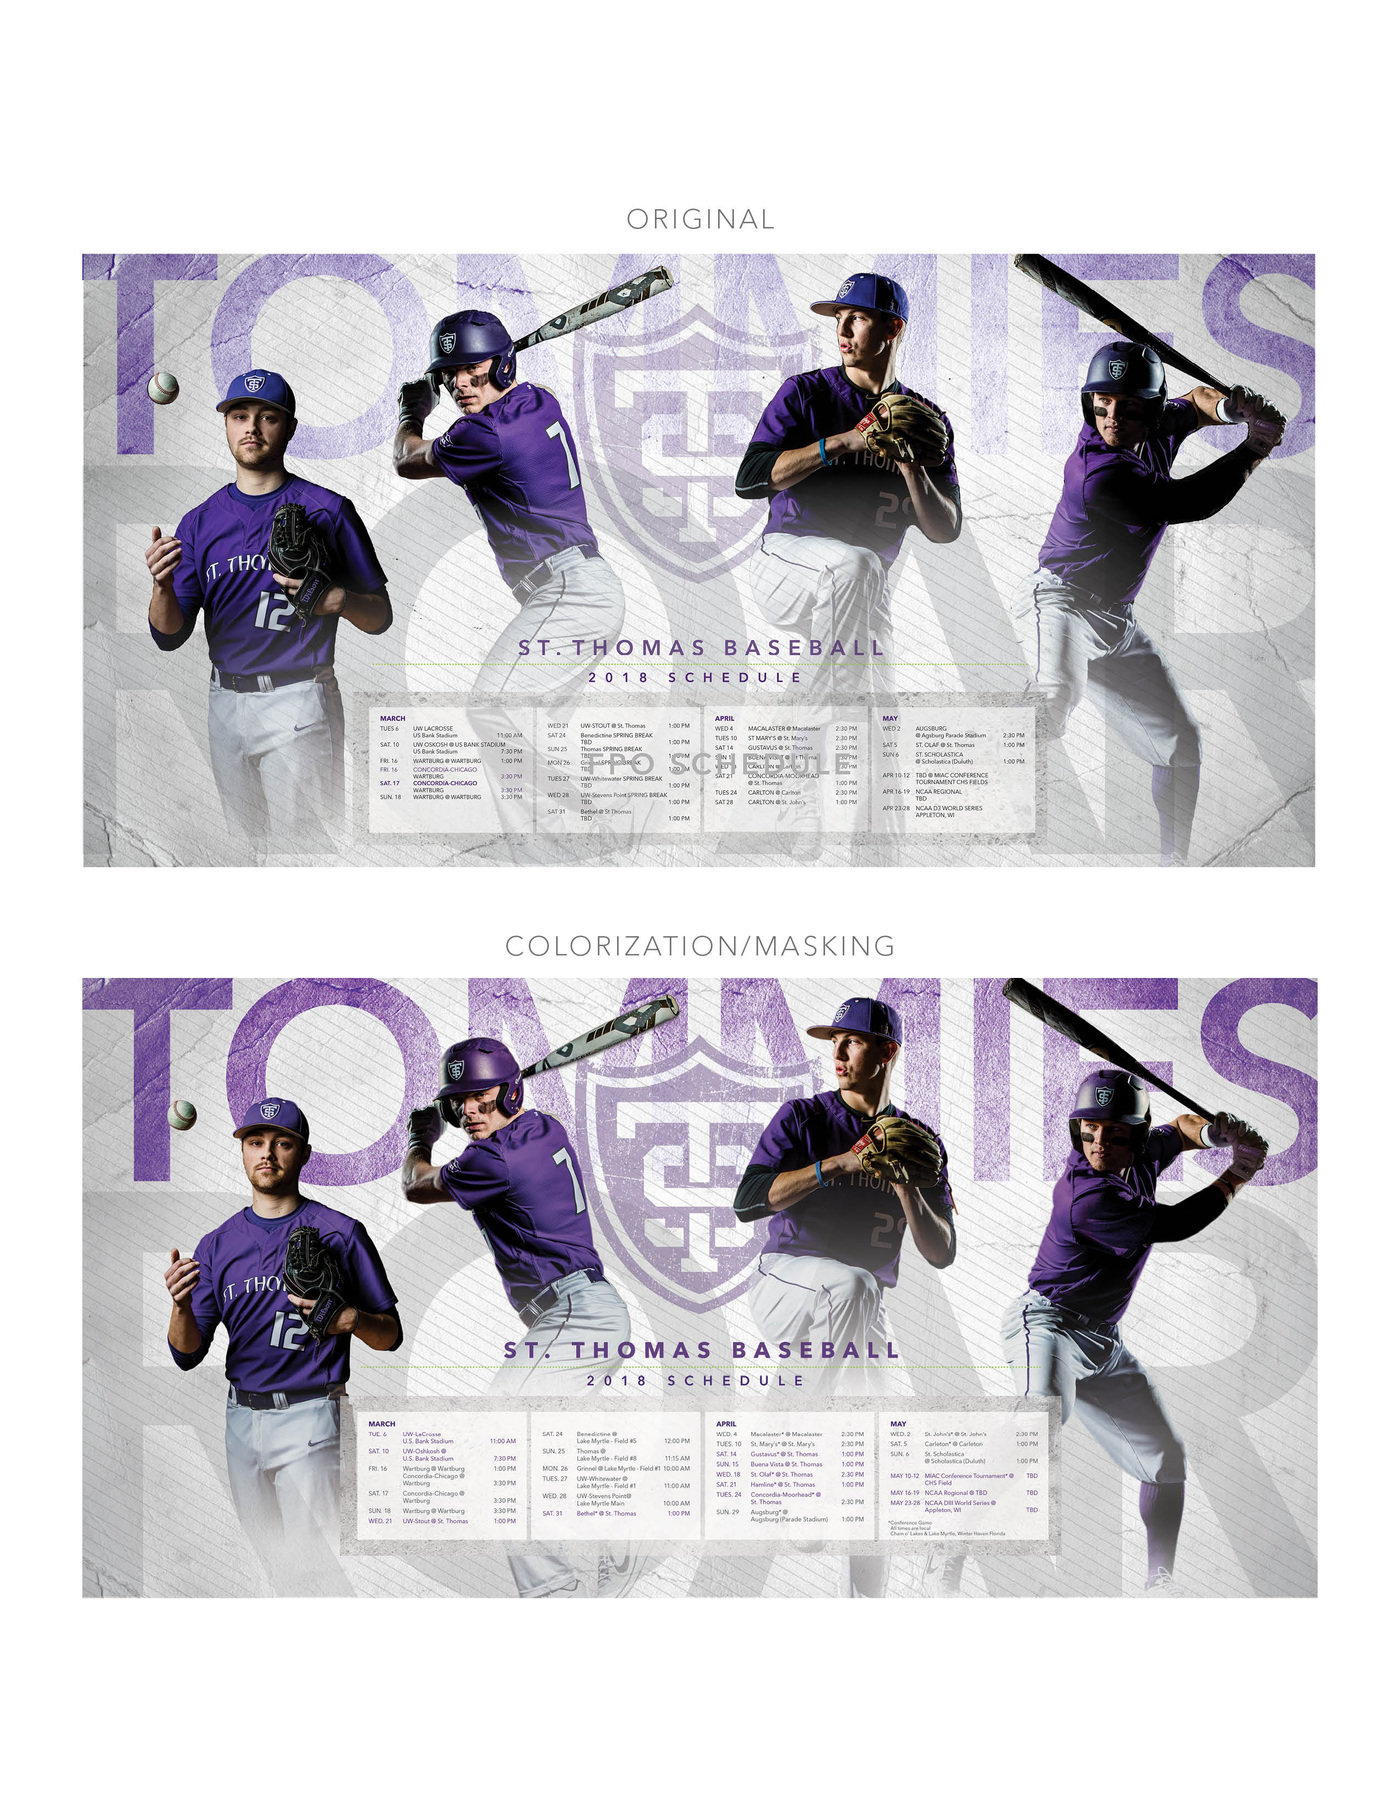 ORIGINAL
TOMMIES
ROAR
ST. THOMAS BASEBALL
2018 SCHEDULE
FPO SCHEDULE
ST. THO
12
7
ST. THOM
2
MARCH
TUES 6 UW LACROSSE
US Bank Stadium 11:00 AM
SAT. 10 UW OSKOSH @ US BANK STADIUM
US Bank Stadium 7:30 PM
FRI. 16 WARTBURG @ WARTBURG 1:00 PM
FRI. 16 CONCORDIA-CHICAGO
WARTBURG 3:30 PM
SAT. 17 CONCORDIA-CHICAGO
WARTBURG 3:30 PM
SUN. 18 WARTBURG @ WARTBURG 3:30 PM
WED 21 UW-STOUT @ St. Thomas 1:00 PM
SAT 24 Benedictine SPRING BREAK
TBD 1:00 PM
SUN 25 Thomas SPRING BREAK
TBD 1:00 PM
MON 26 Grinnel SPRING BREAK
TBD 1:00 PM
TUES 27 UW-Whitewater SPRING BREAK
TBD 1:00 PM
WED 28 UW-Stevens Point SPRING BREAK
TBD 1:00 PM
SAT 31 Bethel @ St Thomas
TBD 1:00 PM
APRIL
WED 4 MACALASTER @ Macalaster 2:30 PM
TUES 10 ST MARY'S @ St. Mary's 2:30 PM
SAT 14 GUSTAVUS @ St. Thomas 1:00 PM
SAT 21 CONCORDIA-MOORHEAD
@ St. Thomas 1:00 PM
TUES 24 CARLTON @ Carlton 2:30 PM
SAT 28 CARLTON @ St. John's 1:00 PM
MAY
WED 2 AUGSBURG
@ Agsburg Parade Stadium 2:30 PM
SAT 5 ST. OLAF @ St. Thomas 1:00 PM
SUN 6 ST. SCHOLASTICA
@ Scholastica (Duluth) 1:00 PM
APR 10-12 TBD @ MIAC CONFERENCE
TOURNAMENT CHS FIELDS
APR 16-19 NCAA REGIONAL
TBD
APR 23-28 NCAA D3 WORLD SERIES
APPLETON, WI
COLORIZATION/MASKING
TOMMIES
ROAR
ST. THO
12
7
ST. THOM
2
ST. THOMAS BASEBALL
2018 SCHEDULE
MARCH
TUE. 6 UW-LaCrosse
U.S. Bank Stadium 11:00 AM
SAT. 10 UW-Oshkosh @
U.S. Bank Stadium 7:30 PM
FRI. 16 Wartburg @ Wartburg 1:00 PM
Concordia-Chicago @
Wartburg 3:30 PM
SAT. 17 Concordia-Chicago @
Wartburg 3:30 PM
SUN. 18 Wartburg @ Wartburg 3:30 PM
WED. 21 UW-Stout @ St. Thomas 1:00 PM
SAT. 24 Benedictine @
Lake Myrtle - Field #5 12:00 PM
SUN. 25 Thomas @
Lake Myrtle - Field #8 11:15 AM
MON. 26 Grinnel @ Lake Myrtle - Field #1 10:00 AM
TUES. 27 UW-Whitewater @
Lake Myrtle - Field #1 11:00 AM
WED. 28 UW-Stevens Point@
Lake Myrtle Main 10:00 AM
SAT. 31 Bethel* @ St. Thomas 1:00 PM
APRIL
WED. 4 Macalaster* @ Macalaster 2:30 PM
TUES. 10 St. Mary's* @ St. Mary's 2:30 PM
SAT. 14 Gustavus* @ St. Thomas 1:00 PM
SUN. 15 Buena Vista @ St. Thomas 1:00 PM
WED. 18 St. Olaf* @ St. Thomas 2:30 PM
SAT. 21 Hamline* @ St. Thomas 1:00 PM
TUES. 24 Concordia-Moorhead* @
St. Thomas 2:30 PM
SUN. 29 Augsburg* @
Augsburg (Parade Stadium) 1:00 PM
MAY
WED. 2 St. John's* @ St. John's 2:30 PM
SAT. 5 Carleton* @ Carleton 1:00 PM
SUN. 6 St. Scholastica
@ Scholastica (Duluth) 1:00 PM
MAY 10-12 MIAC Conference Tournament* @ TBD
CHS Field
MAY 16-19 NCAA Regional @ TBD TBD
MAY 23-28 NCAA DIII World Series @
Appleton, WI TBD
*Conference Game
All times are local
Chain o' Lakes & Lake Myrtle, Winter Haven Florida